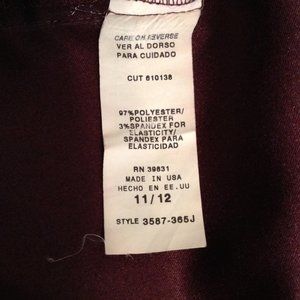 CARE ON REVERSE
VER AL DORSO
PARA CUIDADO
CUT 610138
97%POLYESTER/
POLIESTER
3%SPANDEX FOR
ELASTICITY/
SPANDEX PARA
ELASTICIDAD
RN 39831
MADE IN USA
HECHO EN EE.UU
11/12
STYLE 3587-365J